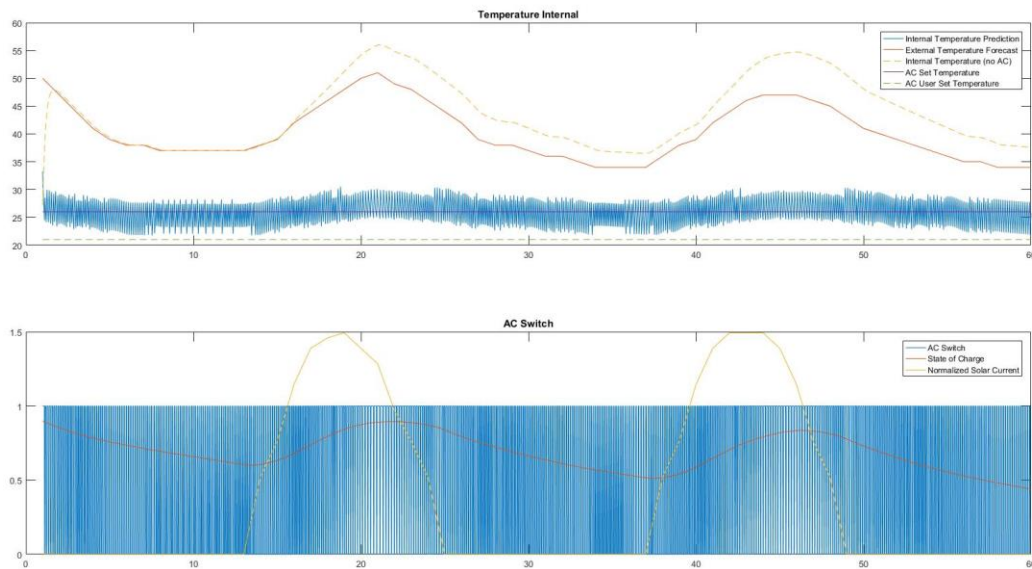 Temperature Internal
60
55
50
45
40
35
30
25
20
0 10 20 30 40 50 60
Internal Temperature Prediction
External Temperature Forecast
Internal Temperature (no AC)
AC Set Temperature
AC User Set Temperature
AC Switch
1.5
1
0.5
0
0 10 20 30 40 50 60
AC Switch
State of Charge
Normalized Solar Current